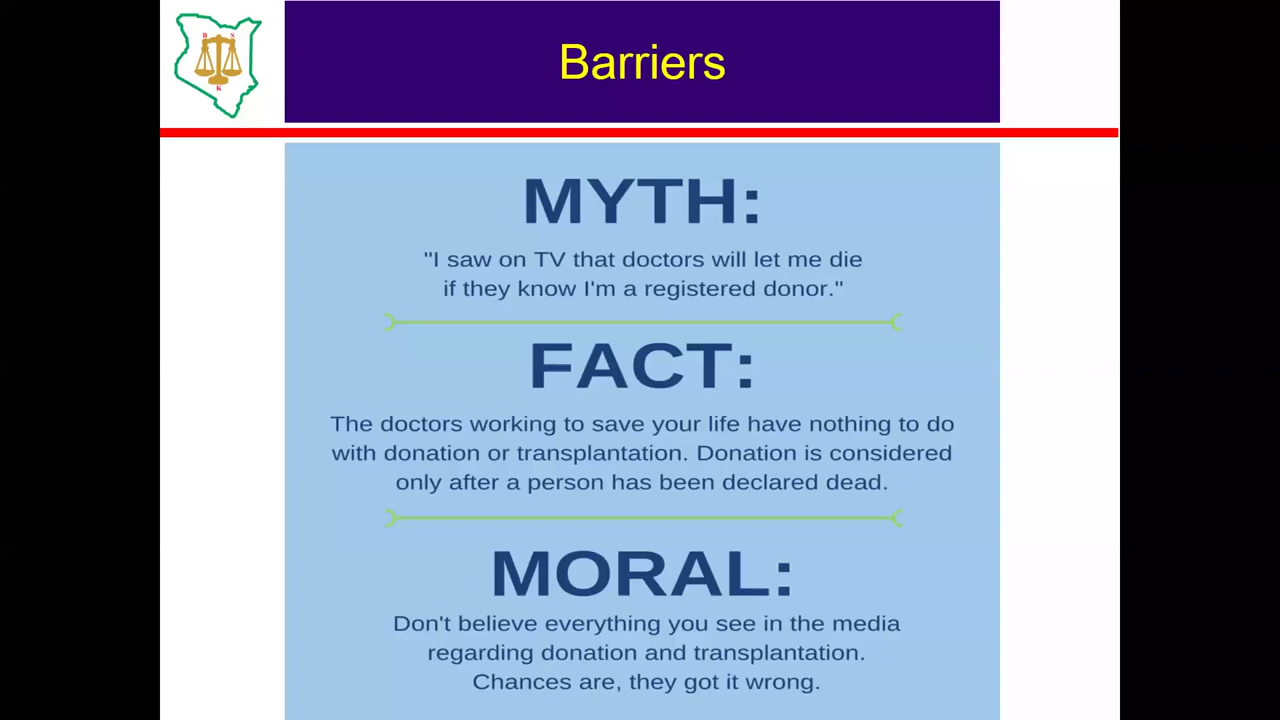 B S
K
Barriers
MYTH:
"I saw on TV that doctors will let me die
if they know I'm a registered donor."
FACT:
The doctors working to save your life have nothing to do
with donation or transplantation. Donation is considered
only after a person has been declared dead.
MORAL:
Don't believe everything you see in the media
regarding donation and transplantation.
Chances are, they got it wrong.